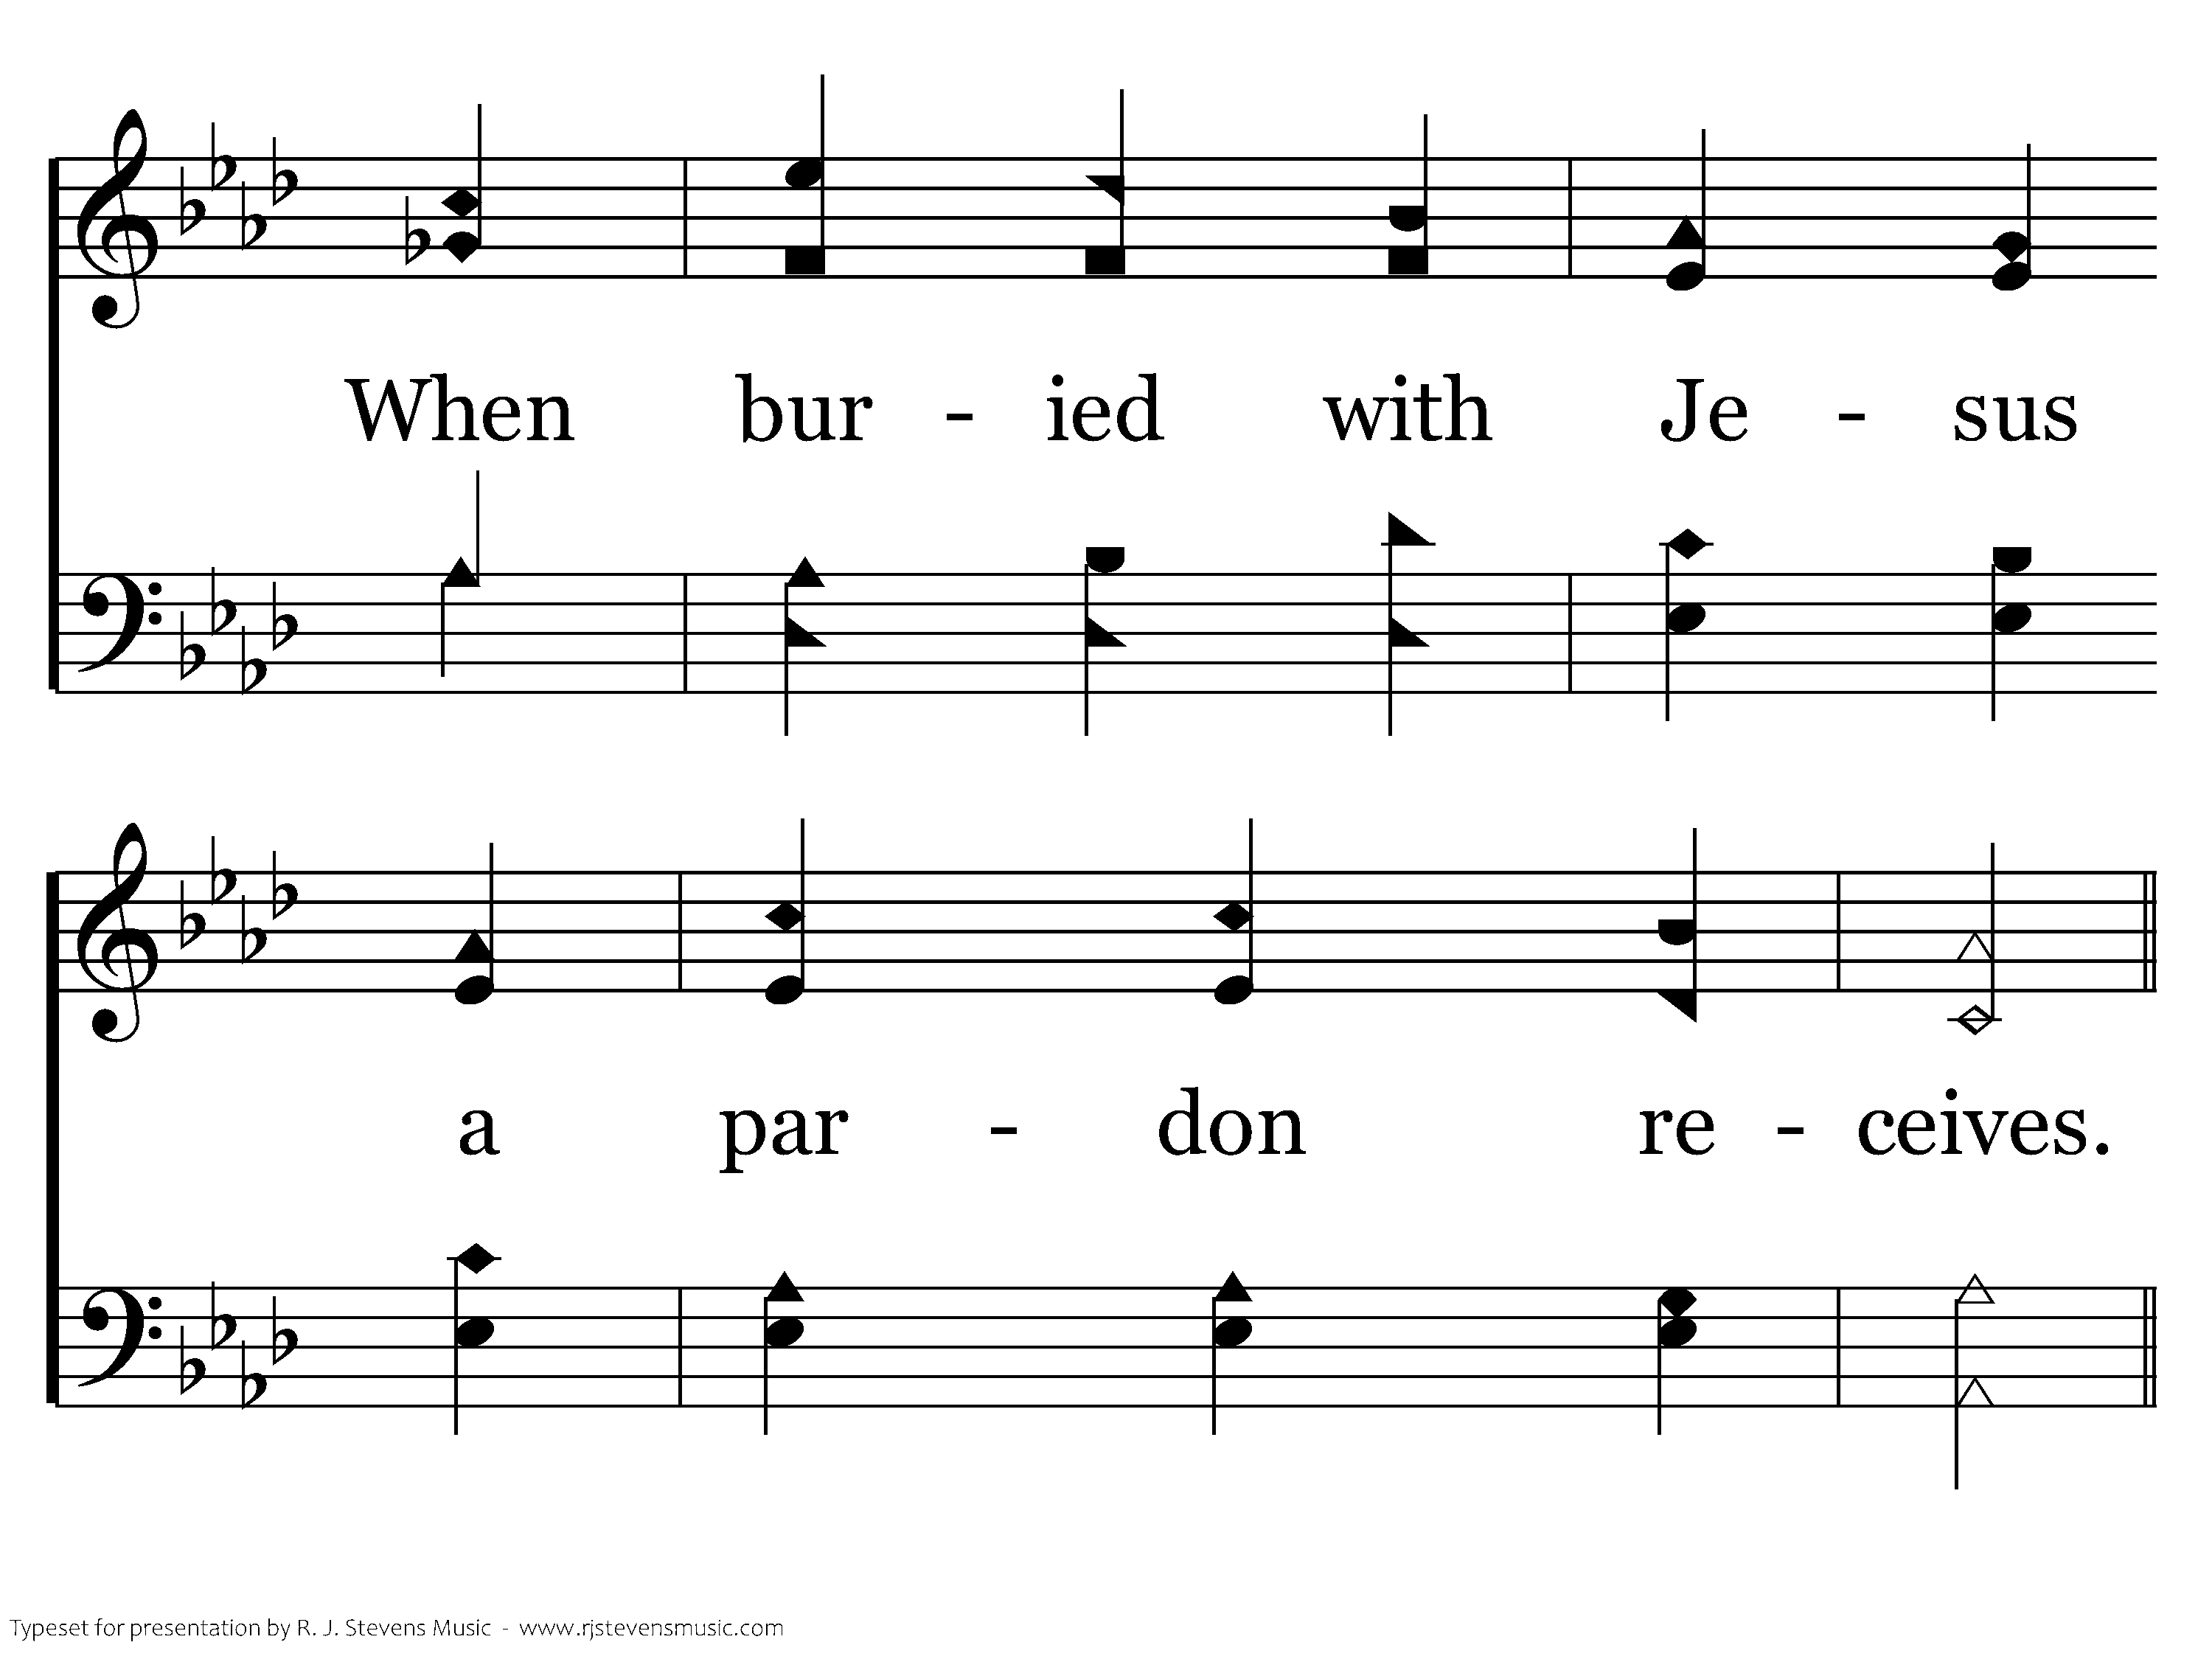 When bur - ied with Je - sus
a par - don re - ceives.
Typeset for presentation by R. J. Stevens Music - www.rjstevensmusic.com